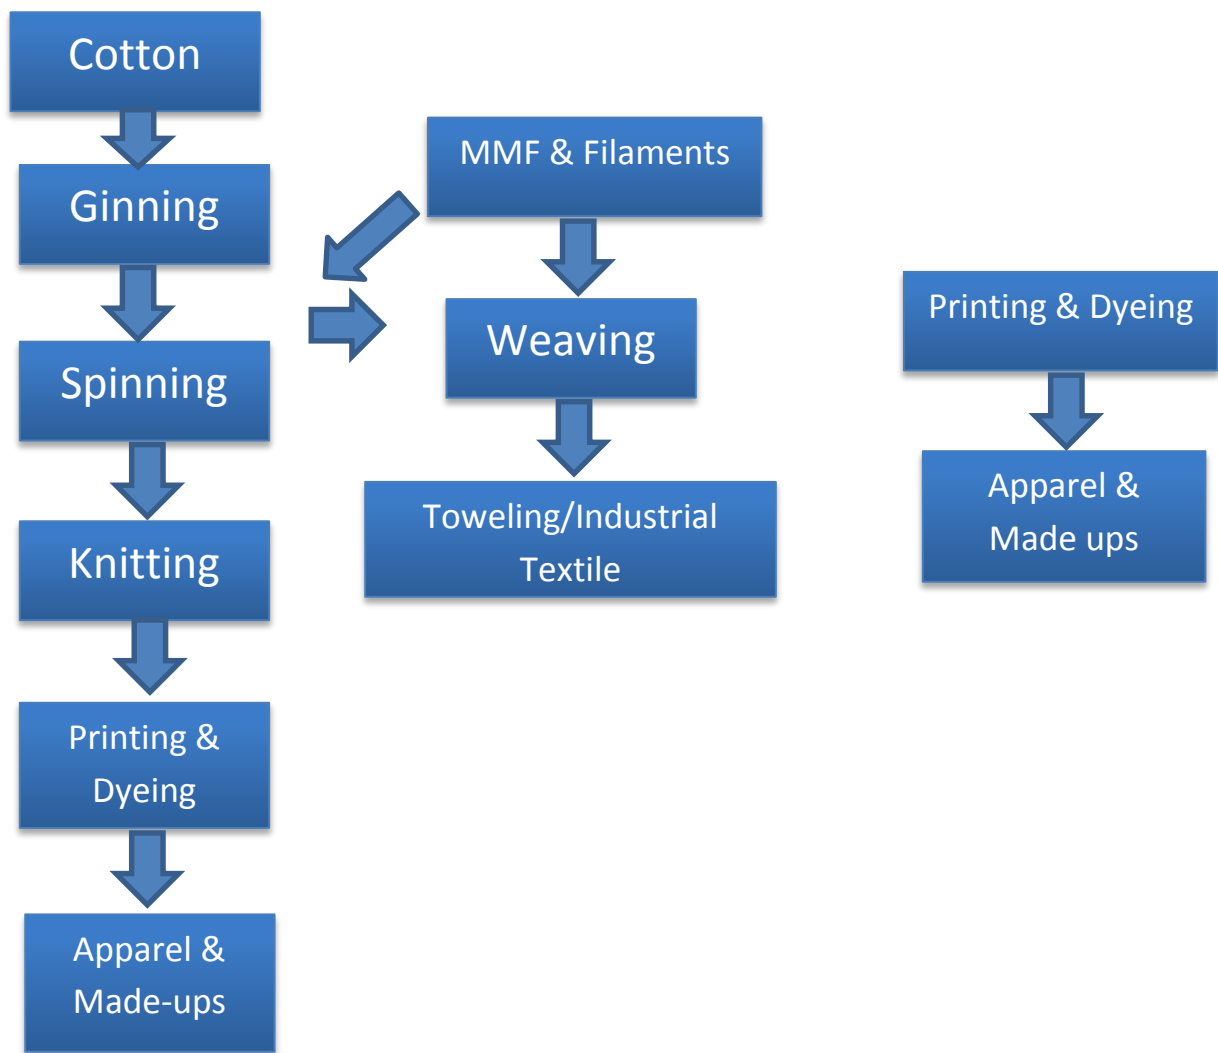 Cotton
Ginning
Spinning
Knitting
Printing &
Dyeing
Apparel &
Made-ups
MMF & Filaments
Weaving
Toweling/Industrial
Textile
Printing & Dyeing
Apparel &
Made ups